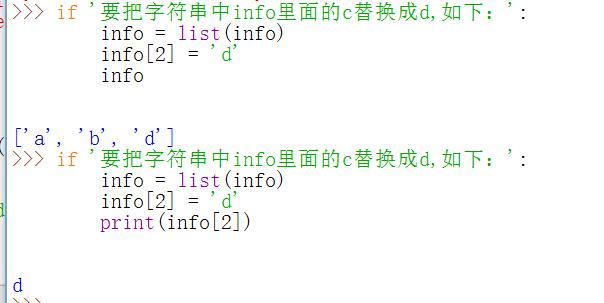 >>> if '要把字符串中info里面的c替换成d,如下：':
info = list(info)
info[2] = 'd'
info
['a', 'b', 'd']
>>> if '要把字符串中info里面的c替换成d,如下：':
info = list(info)
info[2] = 'd'
print(info[2])
d
>>>